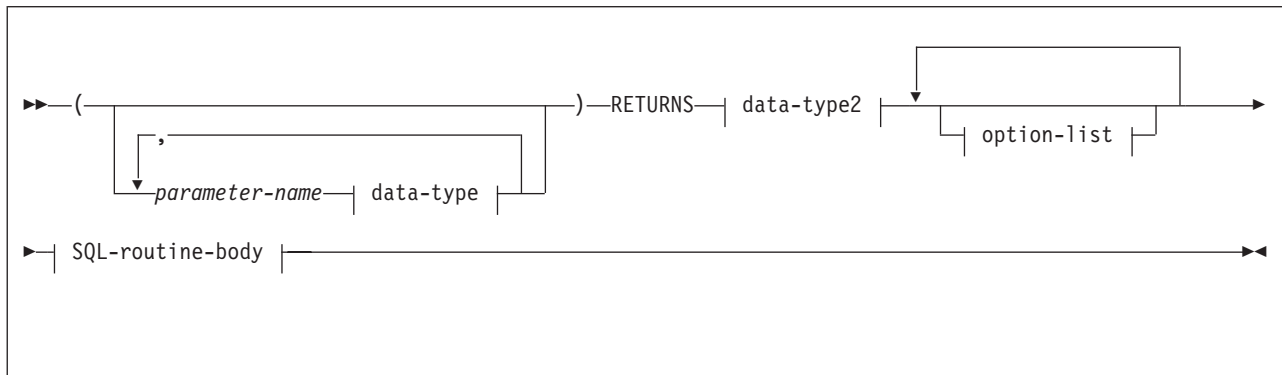 ( ) RETURNS data-type2
option-list
,
parameter-name data-type
SQL-routine-body